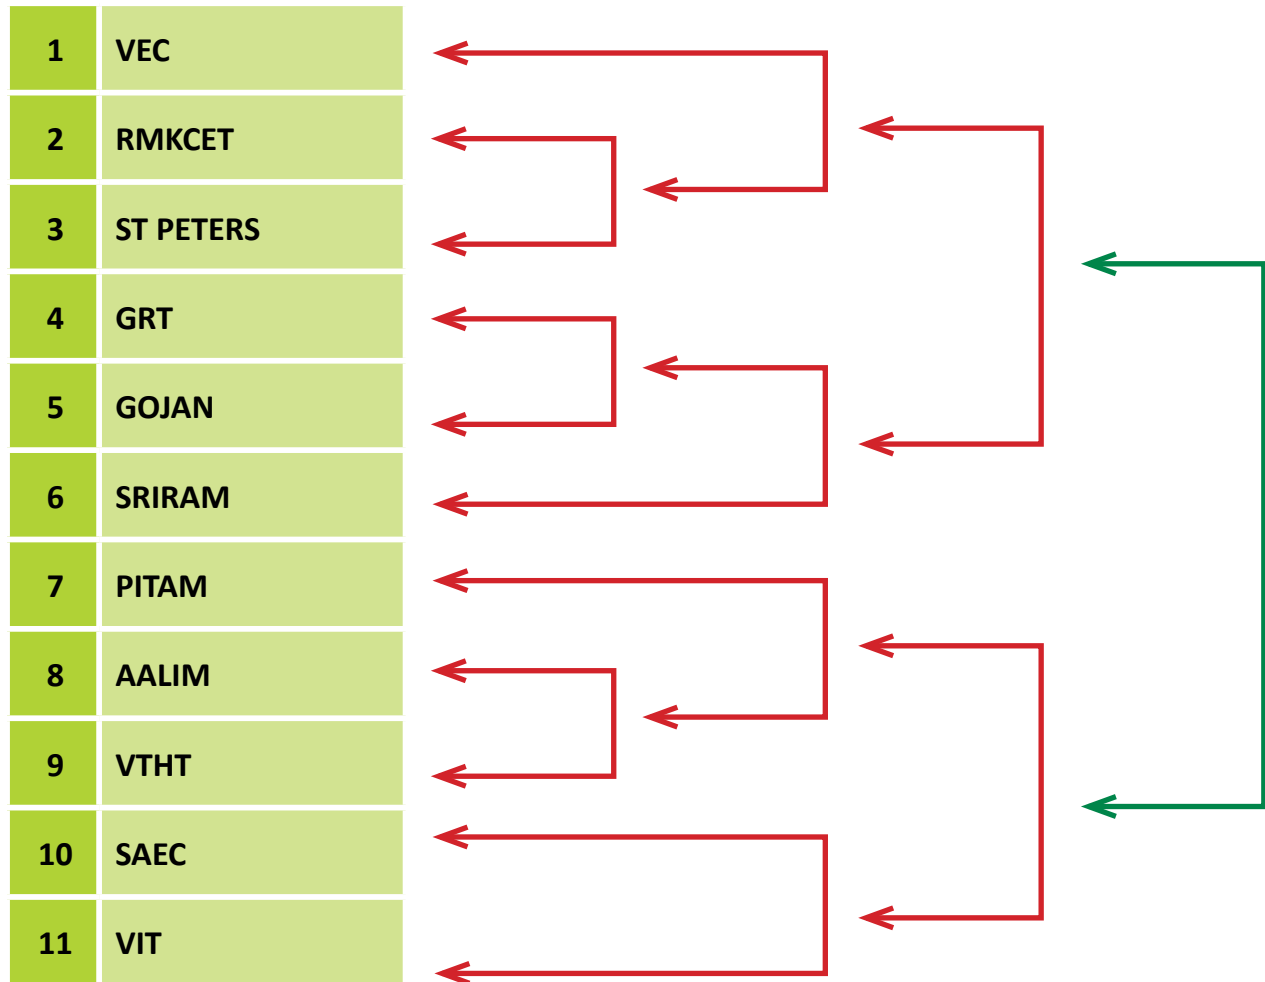 1 VEC
2 RMKCET
3 ST PETERS
4 GRT
5 GOJAN
6 SRIRAM
7 PITAM
8 AALIM
9 VTHT
10 SAEC
11 VIT